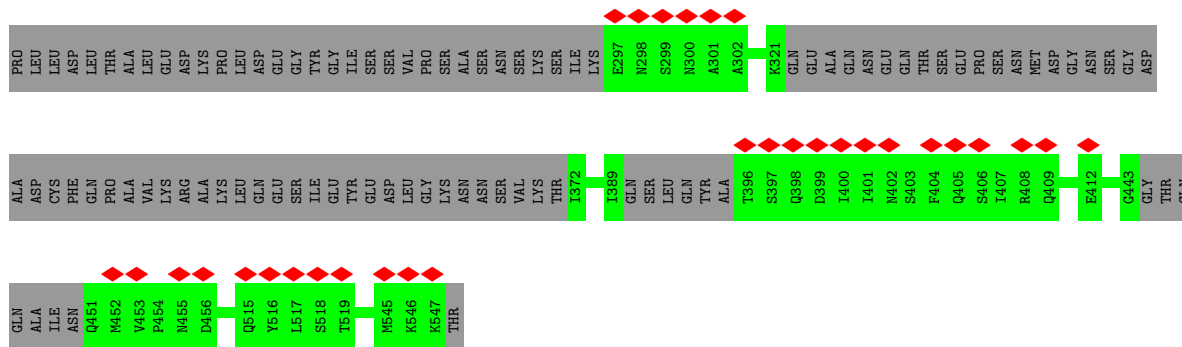 PRO LEU LEU ASP LEU THR ALA LEU GLU ASP LYS PRO LEU ASP GLU GLY TYR GLY ILE SER SER VAL PRO SER ALA SER ASN SER LYS SER ILE LYS E297 N298 S299 N300 A301 A302 K321 GLN GLU ALA GLN ASN GLU GLN THR SER GLU PRO SER ASN MET ASP GLY ASN SER GLY ASP
ALA ASP CYS PHE GLN PRO ALA VAL LYS ARG ALA LYS LEU GLN GLU SER ILE GLU TYR GLU ASP LEU GLY LYS ASN ASN SER VAL LYS THR I372 I389 GLN SER LEU GLN TYR ALA T396 S397 Q398 D399 I400 I401 N402 S403 F404 Q405 S406 I407 R408 Q409 E412 G443 GLY THR GLN
GLN ALA ILE ASN Q451 M452 V453 P454 N455 D456 Q515 Y516 L517 S518 T519 M545 K546 K547 THR